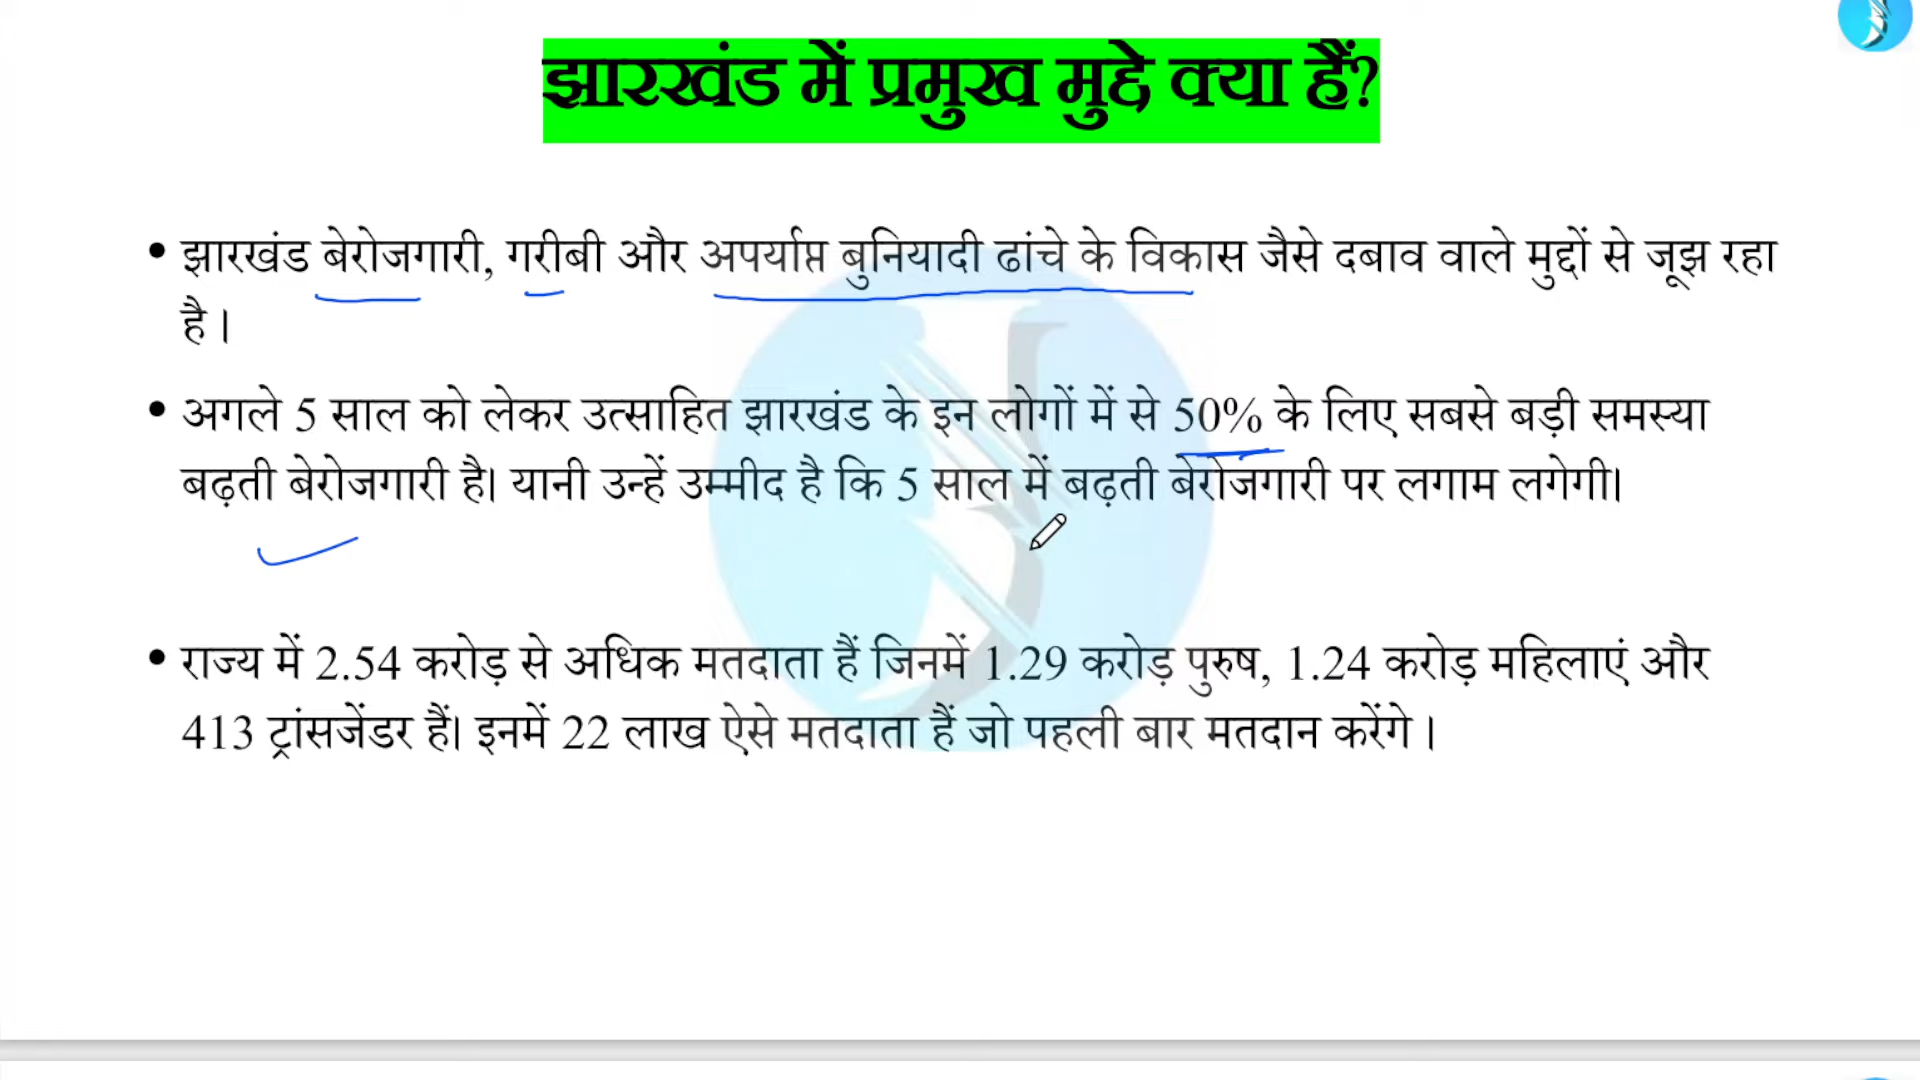 झारखंड में प्रमुख मुद्दे क्या हैं?
• झारखंड बेरोजगारी, गरीबी और अपर्याप्त बुनियादी ढांचे के विकास जैसे दबाव वाले मुद्दों से जूझ रहा
है ।
• अगले 5 साल को लेकर उत्साहित झारखंड के इन लोगों में से 50% के लिए सबसे बड़ी समस्या
बढ़ती बेरोजगारी है। यानी उन्हें उम्मीद है कि 5 साल में बढ़ती बेरोजगारी पर लगाम लगेगी।
• राज्य में 2.54 करोड़ से अधिक मतदाता हैं जिनमें 1.29 करोड़ पुरुष, 1.24 करोड़ महिलाएं और
413 ट्रांसजेंडर हैं। इनमें 22 लाख ऐसे मतदाता हैं जो पहली बार मतदान करेंगे ।